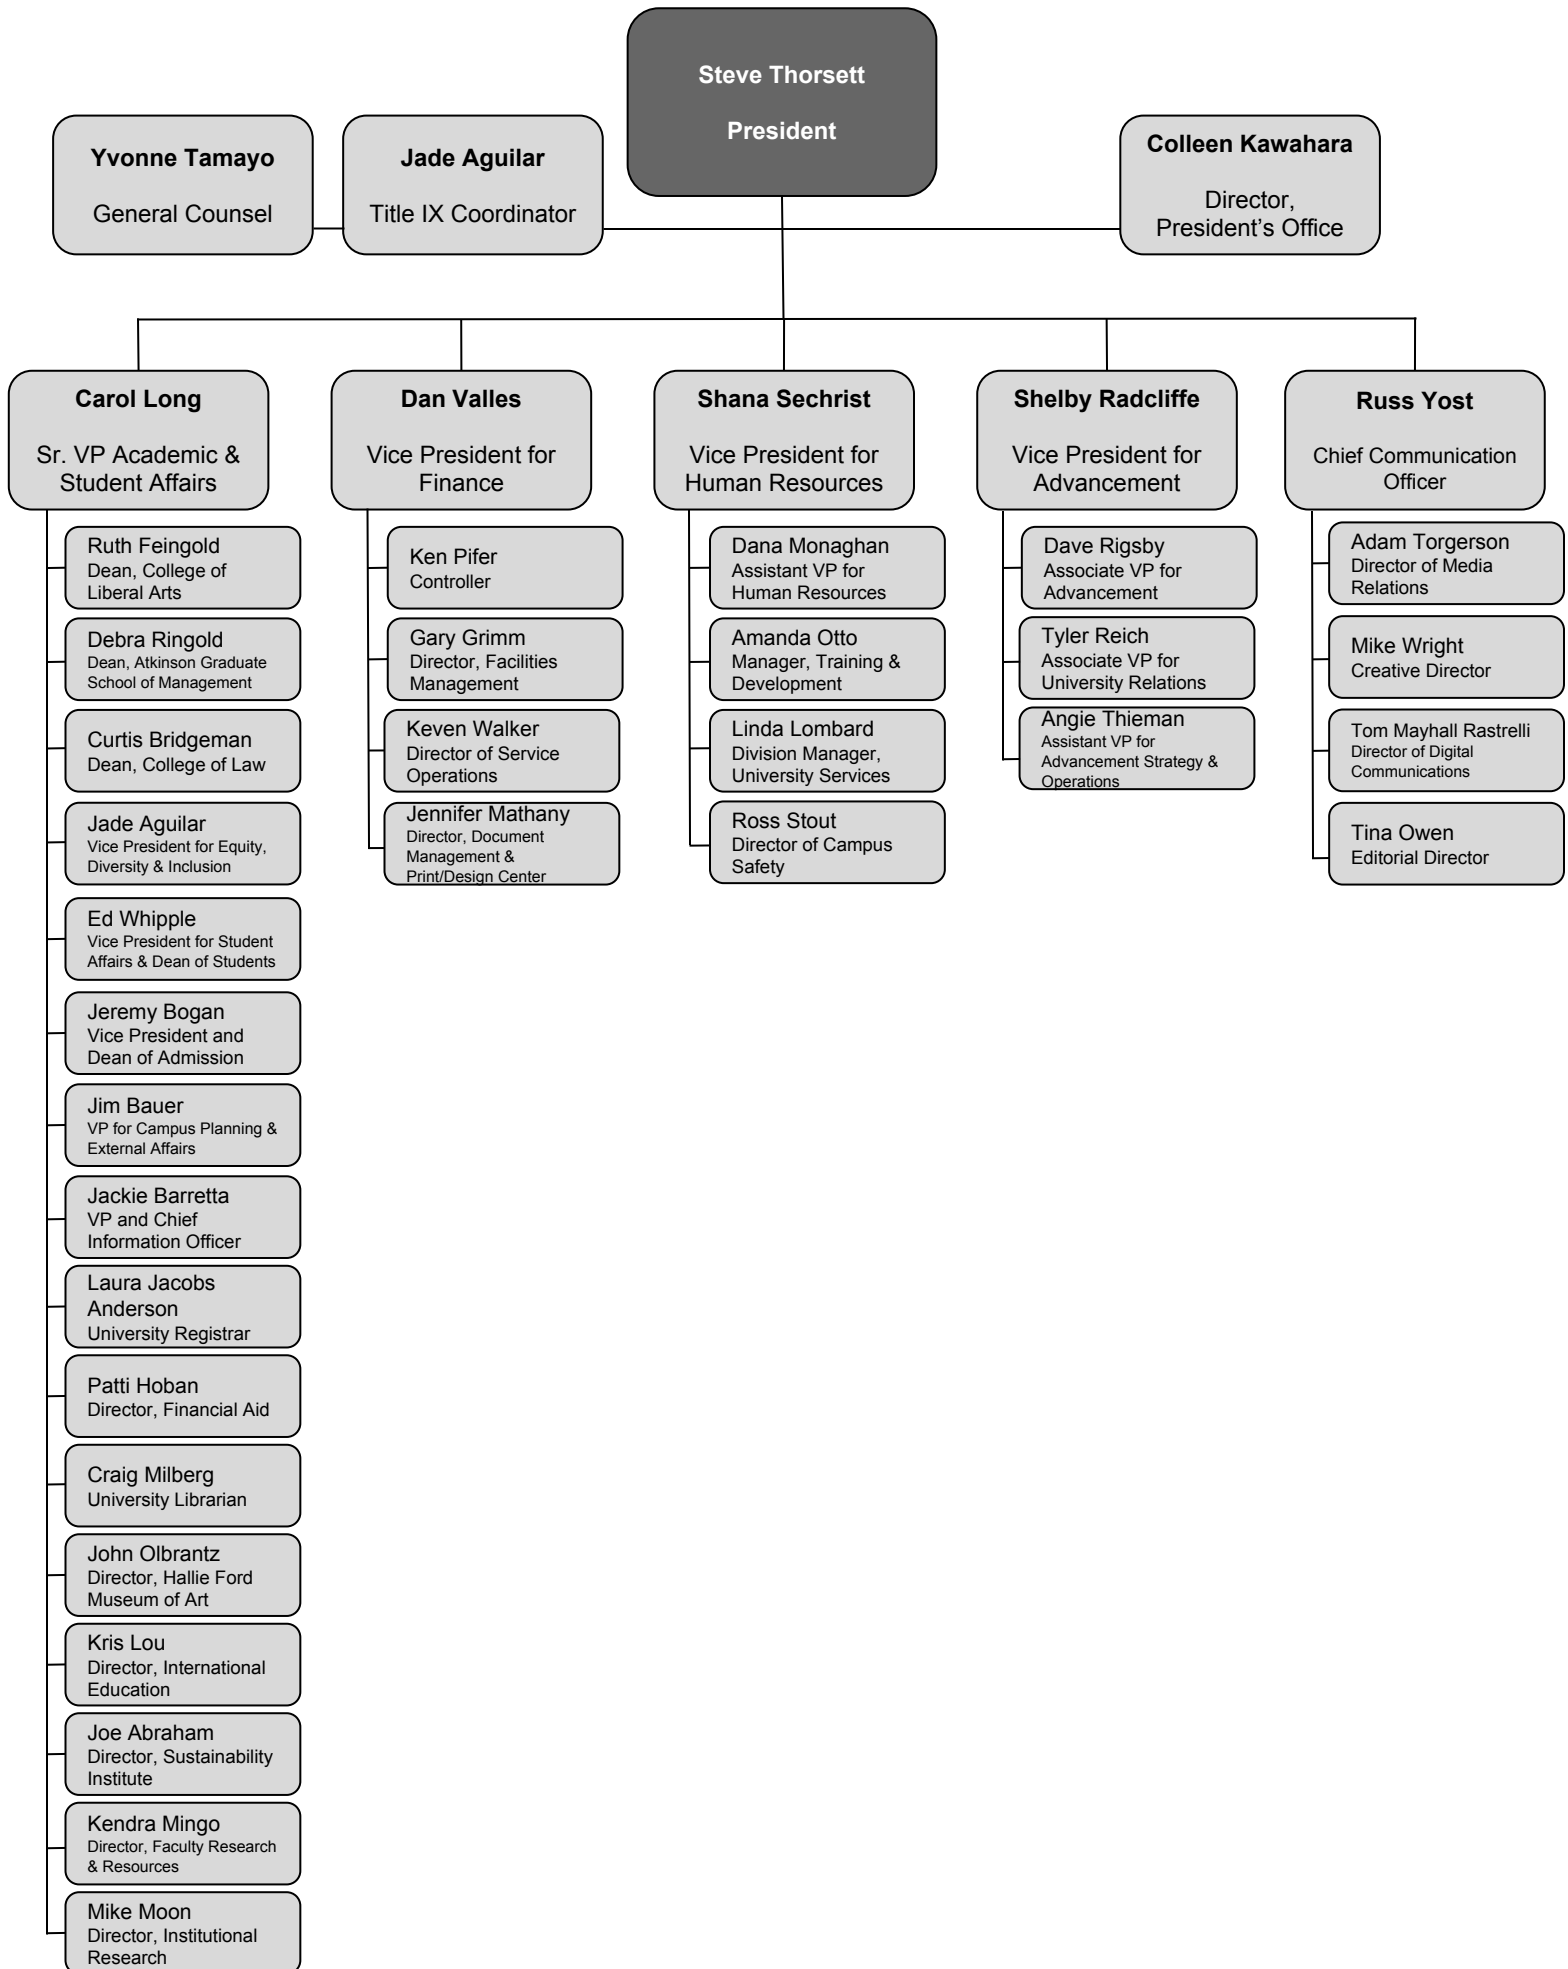 Steve Thorsett
President
Yvonne Tamayo
General Counsel
Jade Aguilar
Title IX Coordinator
Colleen Kawahara
Director,
President’s Office
Carol Long
Sr. VP Academic &
Student Affairs
Ruth Feingold
Dean, College of
Liberal Arts
Debra Ringold
Dean, Atkinson Graduate
School of Management
Curtis Bridgeman
Dean, College of Law
Jade Aguilar
Vice President for Equity,
Diversity & Inclusion
Ed Whipple
Vice President for Student
Affairs & Dean of Students
Jeremy Bogan
Vice President and
Dean of Admission
Jim Bauer
VP for Campus Planning &
External Affairs
Jackie Barretta
VP and Chief
Information Officer
Laura Jacobs
Anderson
University Registrar
Patti Hoban
Director, Financial Aid
Craig Milberg
University Librarian
John Olbrantz
Director, Hallie Ford
Museum of Art
Kris Lou
Director, International
Education
Joe Abraham
Director, Sustainability
Institute
Kendra Mingo
Director, Faculty Research
& Resources
Mike Moon
Director, Institutional
Research
Dan Valles
Vice President for
Finance
Ken Pifer
Controller
Gary Grimm
Director, Facilities
Management
Keven Walker
Director of Service
Operations
Jennifer Mathany
Director, Document
Management &
Print/Design Center
Shana Sechrist
Vice President for
Human Resources
Dana Monaghan
Assistant VP for
Human Resources
Amanda Otto
Manager, Training &
Development
Linda Lombard
Division Manager,
University Services
Ross Stout
Director of Campus
Safety
Shelby Radcliffe
Vice President for
Advancement
Dave Rigsby
Associate VP for
Advancement
Tyler Reich
Associate VP for
University Relations
Angie Thieman
Assistant VP for
Advancement Strategy &
Operations
Russ Yost
Chief Communication
Officer
Adam Torgerson
Director of Media
Relations
Mike Wright
Creative Director
Tom Mayhall Rastrelli
Director of Digital
Communications
Tina Owen
Editorial Director